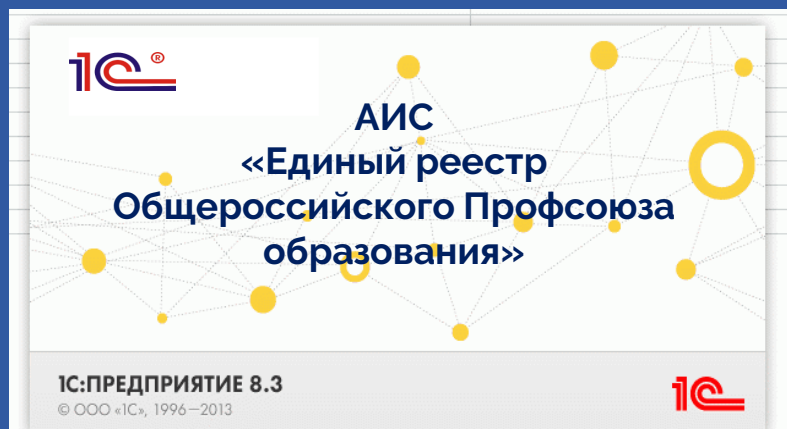 1С®
АИС
«Единый реестр
Общероссийского Профсоюза
образования»
1С:ПРЕДПРИЯТИЕ 8.3
© ООО «1С», 1996—2013
1С